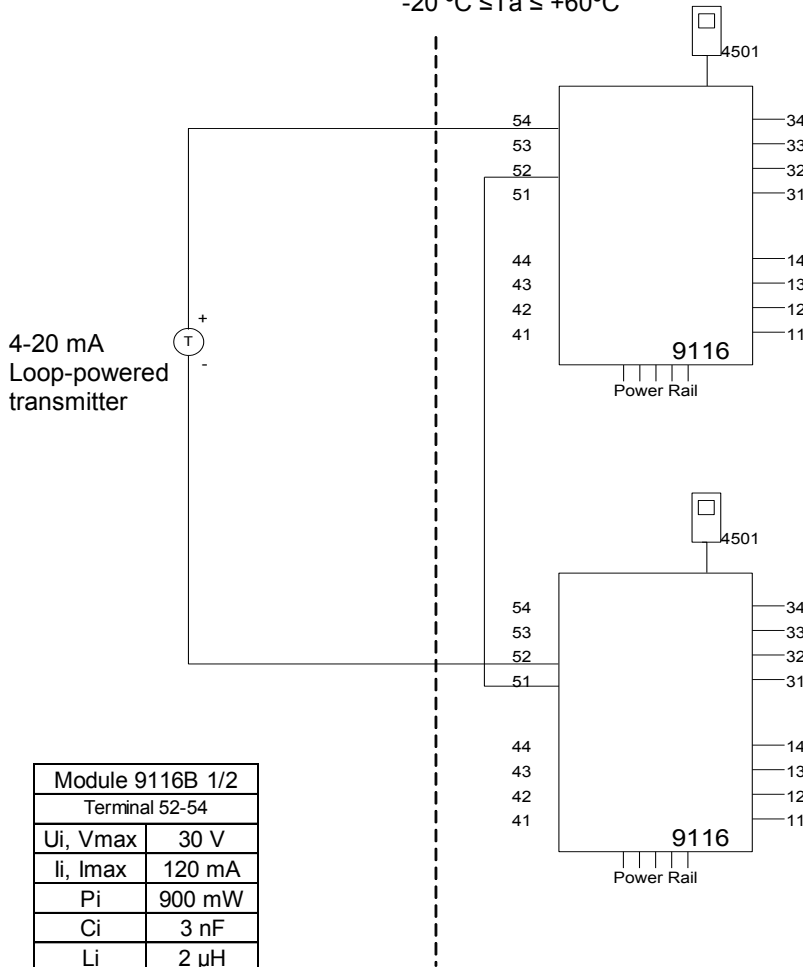 -20 ºC ≤Ta ≤ +60ºC
4501
54
53
52
51
44
43
42
41
34
33
32
31
14
13
12
11
9116
Power Rail
+
T
-
4-20 mA
Loop-powered
transmitter
4501
54
53
52
51
44
43
42
41
34
33
32
31
14
13
12
11
9116
Power Rail
Module 9116B 1/2
Terminal 52-54
Ui, Vmax 30 V
Ii, Imax 120 mA
Pi 900 mW
Ci 3 nF
Li 2 µH